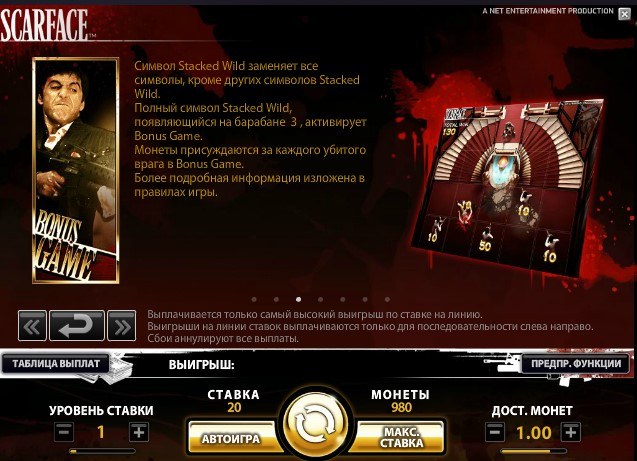 A NET ENTERTAINMENT PRODUCTION
SCARFACE™
Символ Stacked Wild заменяет все
символы, кроме других символов Stacked
Wild.
Полный символ Stacked Wild,
появляющийся на барабане 3 , активирует
Bonus Game.
Монеты присуждаются за каждого убитого
врага в Bonus Game.
Более подробная информация изложена в
правилах игры.
BONUS
GAME
SCARFACE
TOTAL WIN
130
10
10
10
50
10
Выплачивается только самый высокий выигрыш по ставке на линию.
Выигрыши на линии ставок выплачиваются только для последовательности слева направо.
Сбои аннулируют все выплаты.
ТАБЛИЦА ВЫПЛАТ
ВЫИГРЫШ:
ПРЕДПР. ФУНКЦИИ
СТАВКА
20
МОНЕТЫ
980
УРОВЕНЬ СТАВКИ
1
АВТОИГРА
МАКС.
СТАВКА
ДОСТ. МОНЕТ
1.00